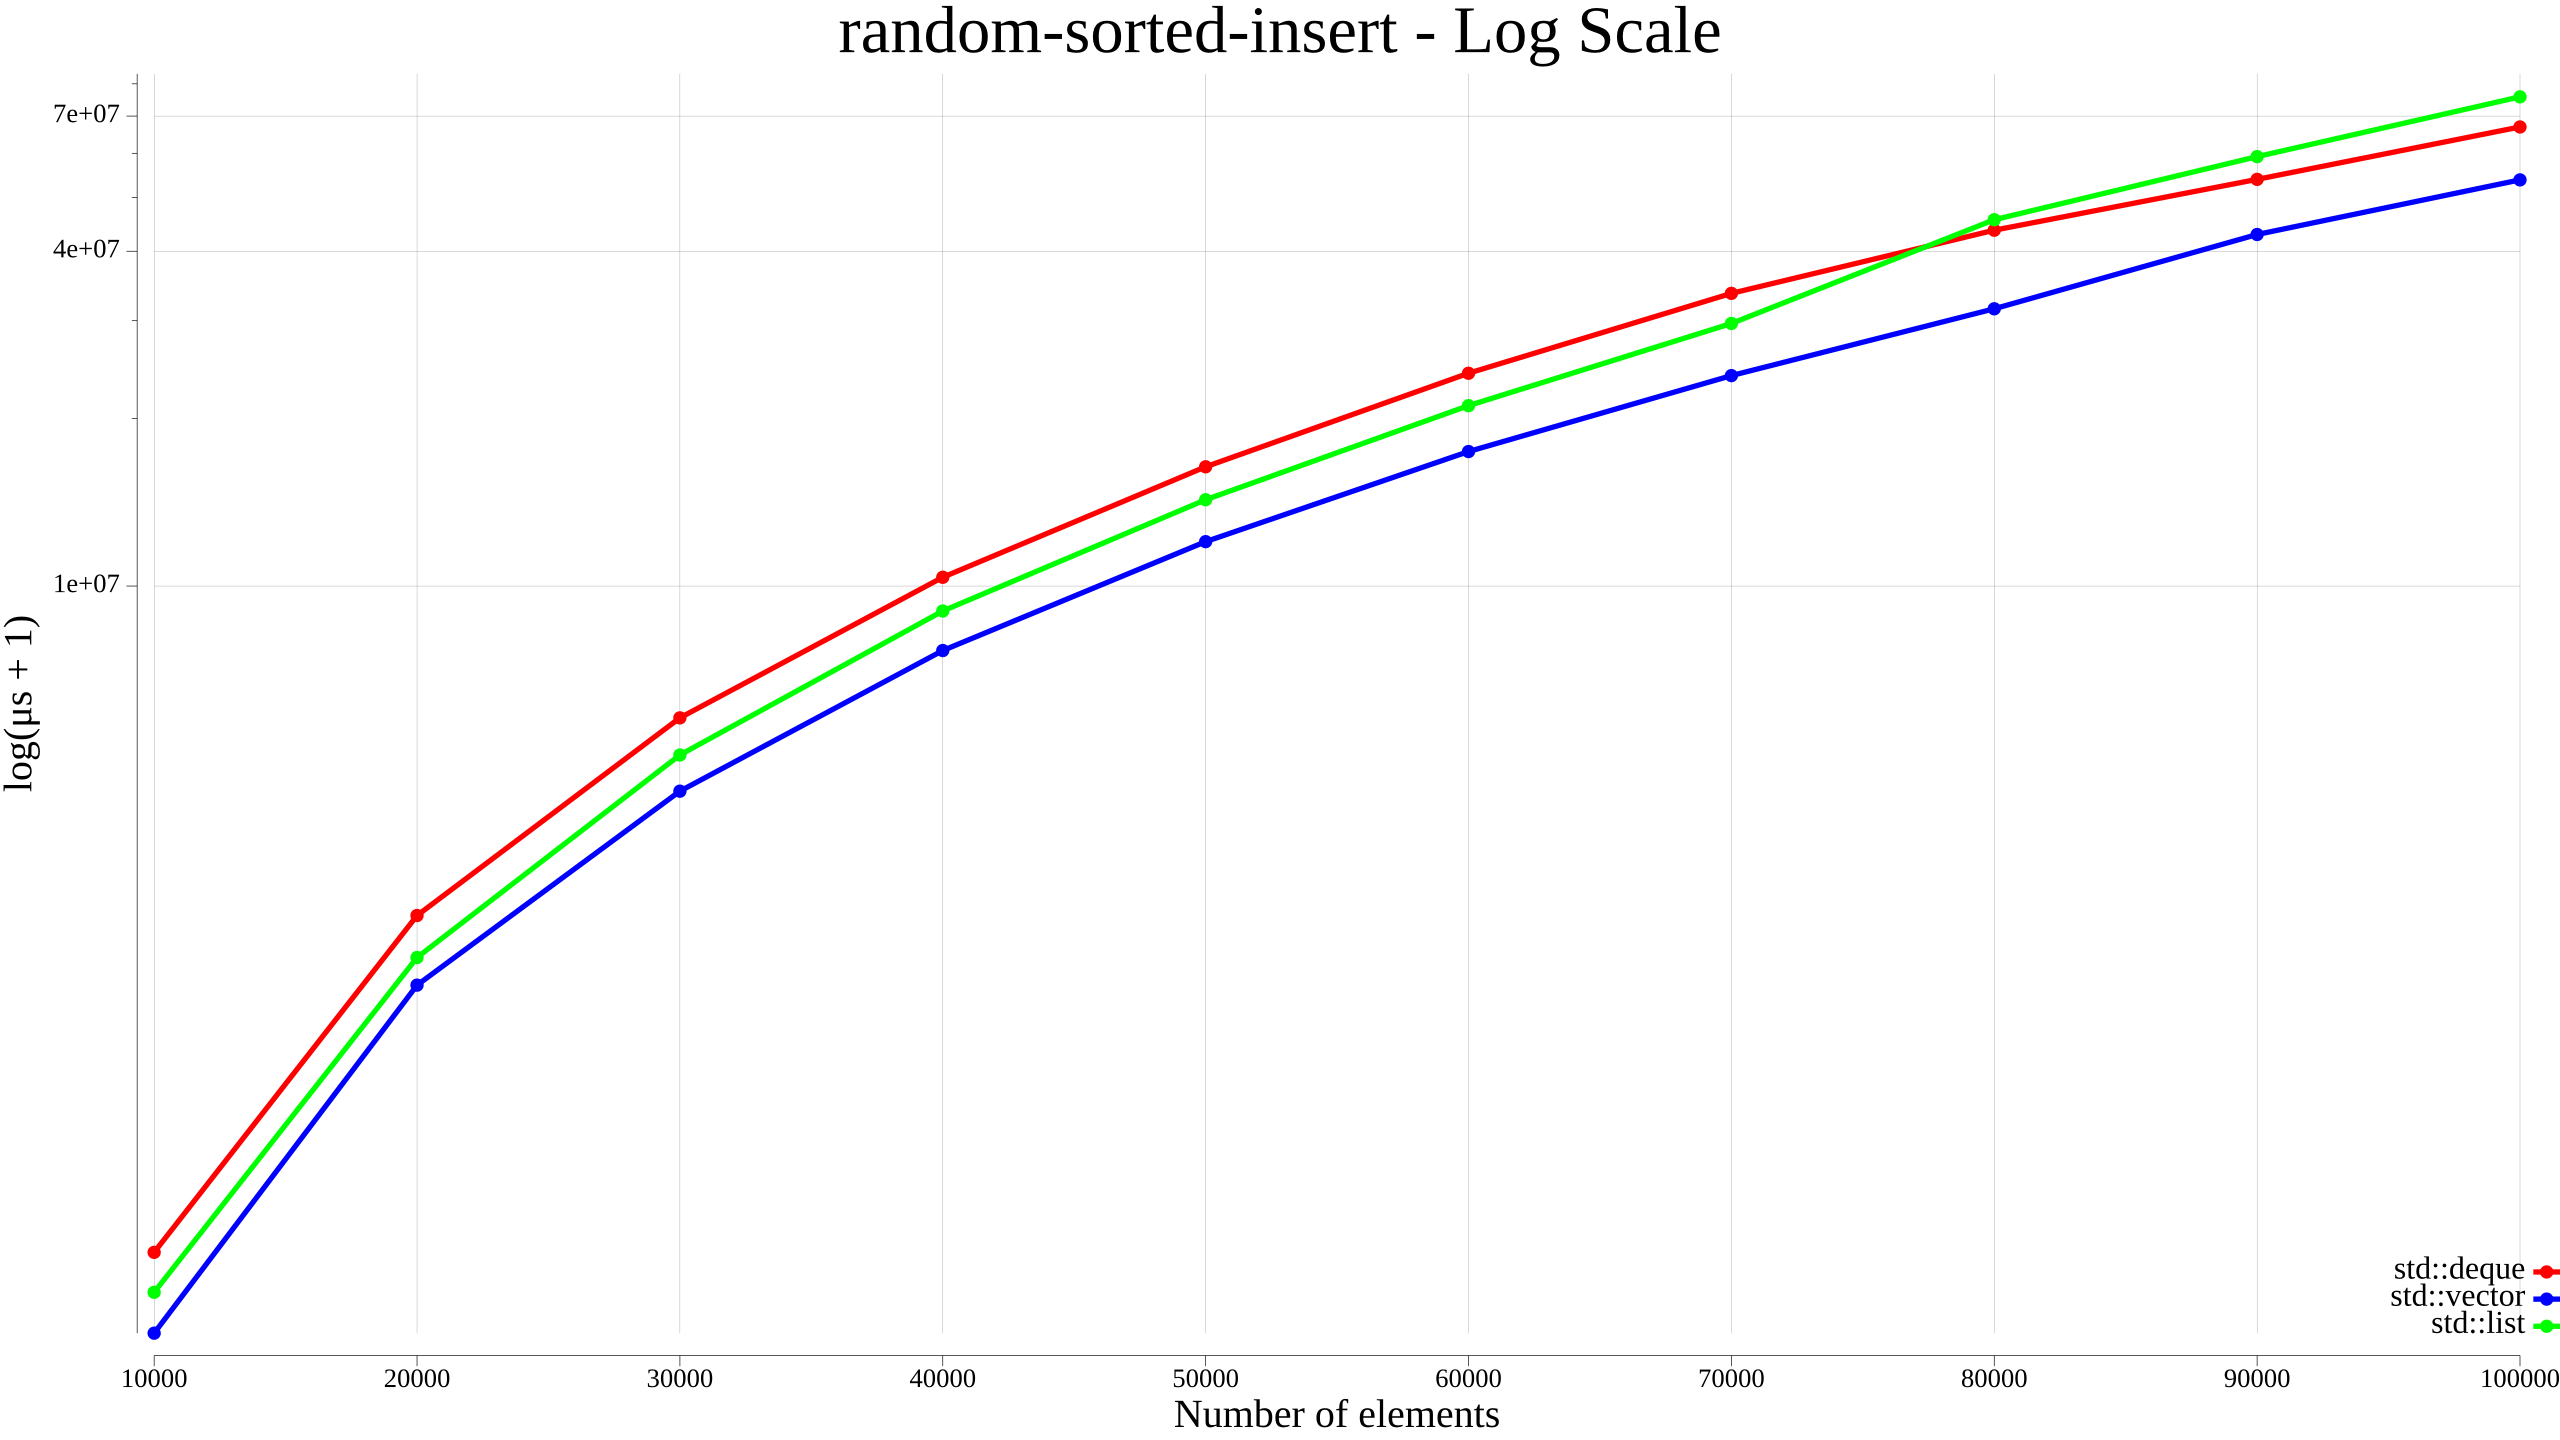 random-sorted-insert - Log Scale
7e+07
4e+07
1e+07
log(μs + 1)
std::deque
std::vector
std::list
10000 20000 30000 40000 50000 60000 70000 80000 90000 100000
Number of elements